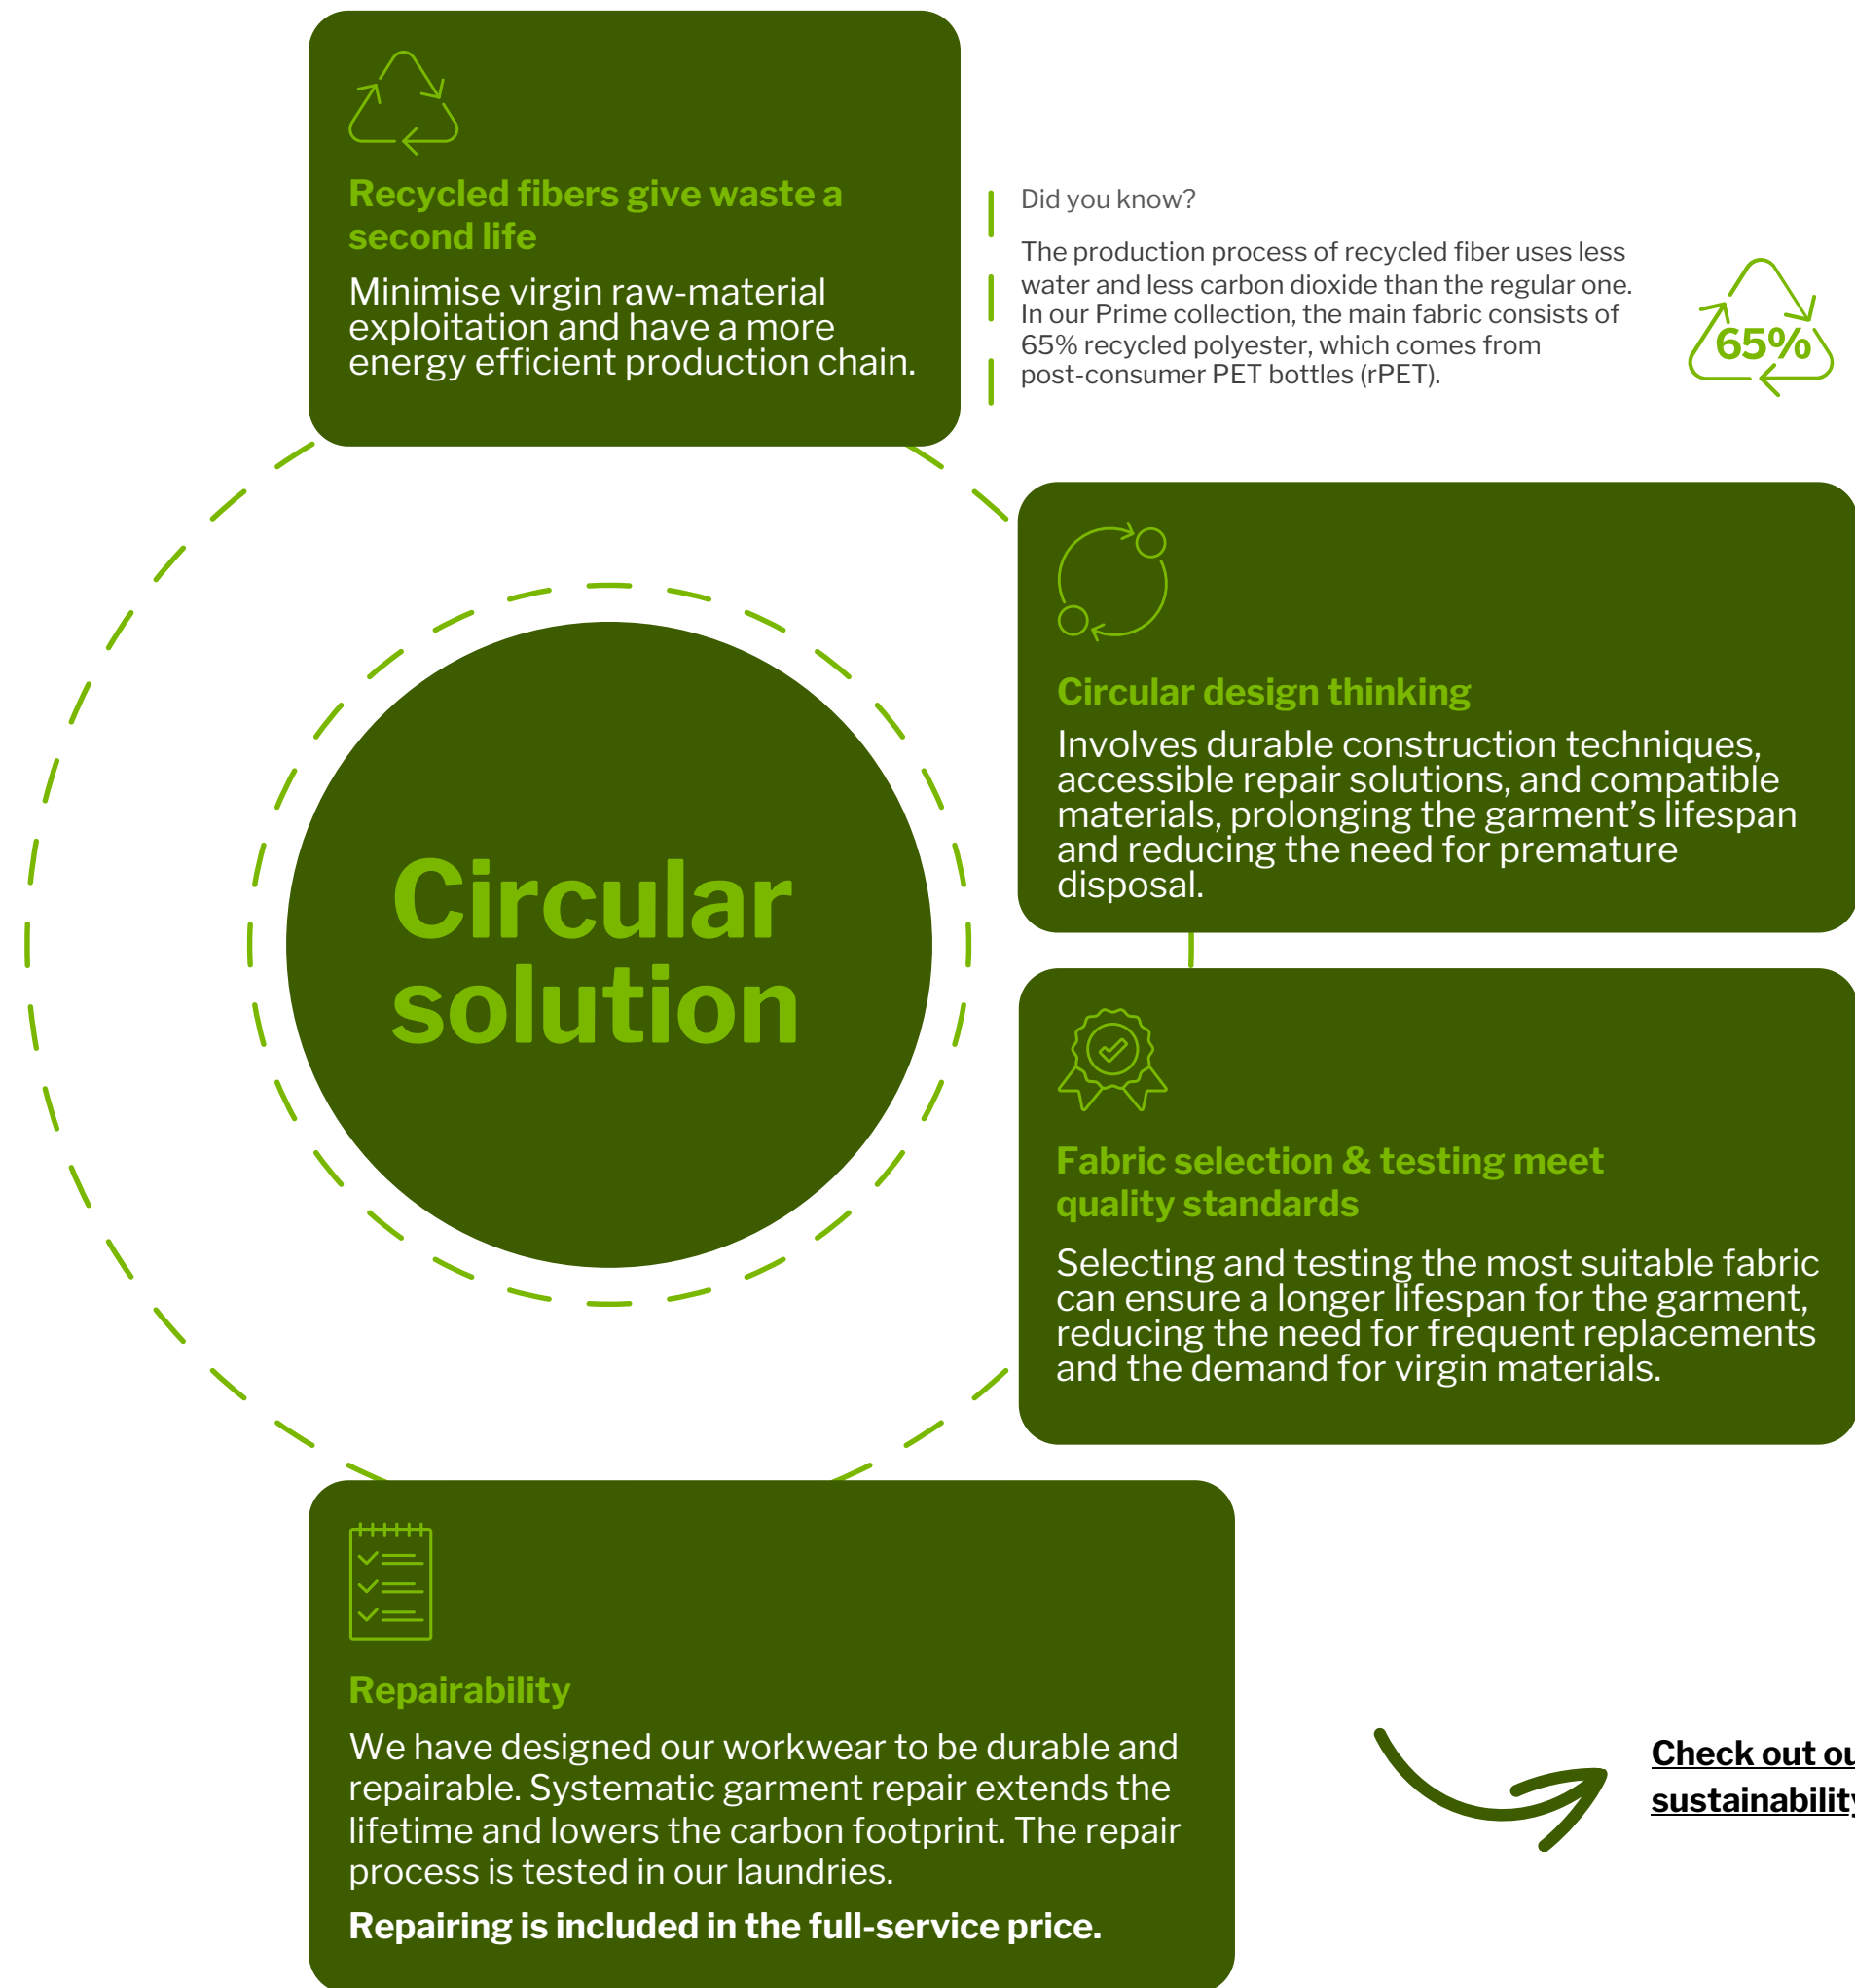 Recycled fibers give waste a
second life
Minimise virgin raw-material
exploitation and have a more
energy efficient production chain.
Did you know?
The production process of recycled fiber uses less
water and less carbon dioxide than the regular one.
In our Prime collection, the main fabric consists of
65% recycled polyester, which comes from
post-consumer PET bottles (rPET).
65%
Circular design thinking
Involves durable construction techniques,
accessible repair solutions, and compatible
materials, prolonging the garment’s lifespan
and reducing the need for premature
disposal.
Circular
solution
Fabric selection & testing meet
quality standards
Selecting and testing the most suitable fabric
can ensure a longer lifespan for the garment,
reducing the need for frequent replacements
and the demand for virgin materials.
Repairability
We have designed our workwear to be durable and
repairable. Systematic garment repair extends the
lifetime and lowers the carbon footprint. The repair
process is tested in our laundries.
Repairing is included in the full-service price.
Check out
sustainability